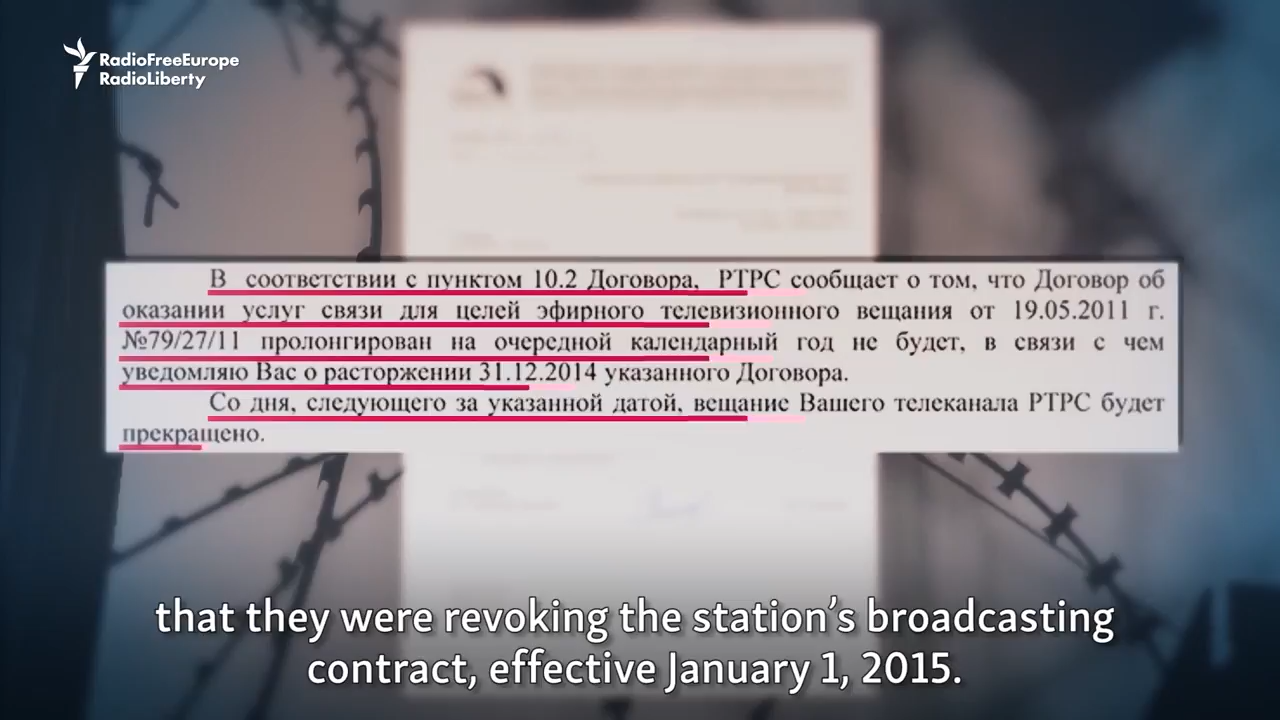 RadioFreeEurope
RadioLiberty
В соответствии с пунктом 10.2 Договора, РТРС сообщает о том, что Договор об
оказании услуг связи для целей эфирного телевизионного вещания от 19.05.2011 г.
№79/27/11 пролонгирован на очередной календарный год не будет, в связи с чем
уведомляю Вас о расторжении 31.12.2014 указанного Договора.
Со дня, следующего за указанной датой, вещание Вашего телеканала РТРС будет
прекращено.
that they were revoking the station’s broadcasting
contract, effective January 1, 2015.